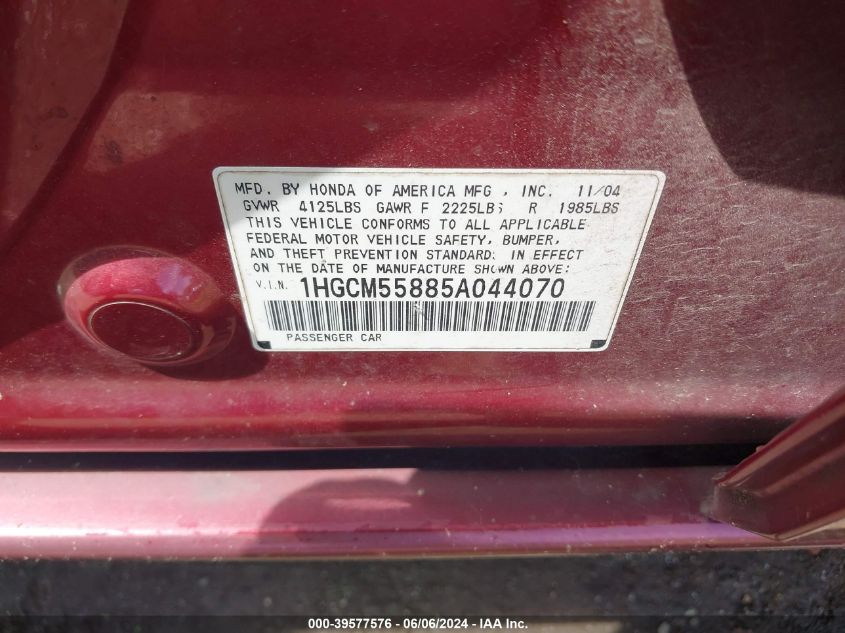 MFD. BY HONDA OF AMERICA MFG., INC. 11/04
GVWR 4125LBS GAWR F 2225LBS R 1985LBS
THIS VEHICLE CONFORMS TO ALL APPLICABLE
FEDERAL MOTOR VEHICLE SAFETY, BUMPER,
AND THEFT PREVENTION STANDARDS IN EFFECT
ON THE DATE OF MANUFACTURE SHOWN ABOVE:
V.I.N. 1HGCM55885A044070
PASSENGER CAR
000-39577576 - 06/06/2024 - IAA Inc.